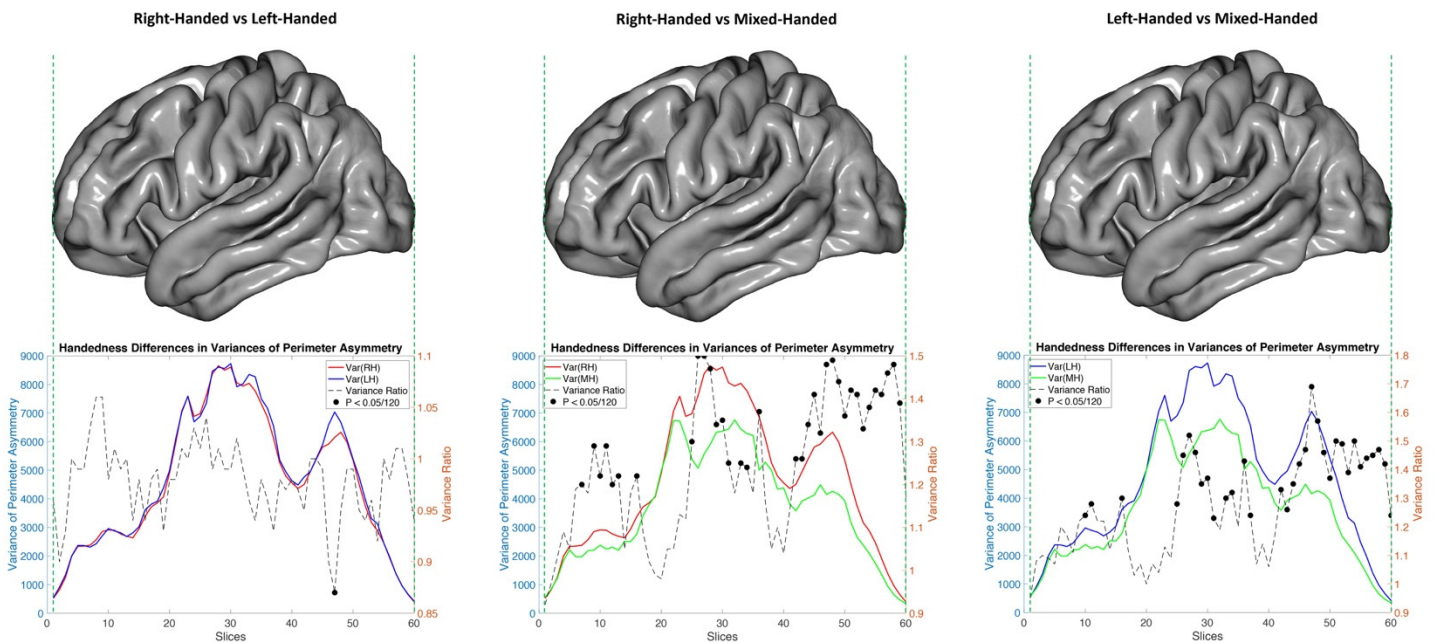 Right-Handed vs Left-Handed
Right-Handed vs Mixed-Handed
Left-Handed vs Mixed-Handed
Handedness Differences in Variances of Perimeter Asymmetry
9000
8000
7000
6000
5000
4000
3000
2000
1000
0
Variance of Perimeter Asymmetry
Var(RH)
Var(LH)
Variance Ratio
P < 0.05/120
1.1
1.05
1
0.95
0.9
0.85
Variance Ratio
0
10
20
30
40
50
60
Slices
Handedness Differences in Variances of Perimeter Asymmetry
9000
8000
7000
6000
5000
4000
3000
2000
1000
0
Variance of Perimeter Asymmetry
Var(RH)
Var(MH)
Variance Ratio
P < 0.05/120
1.5
1.4
1.3
1.2
1.1
1
0.9
Variance Ratio
0
10
20
30
40
50
60
Slices
Handedness Differences in Variances of Perimeter Asymmetry
9000
8000
7000
6000
5000
4000
3000
2000
1000
0
Variance of Perimeter Asymmetry
Var(LH)
Var(MH)
Variance Ratio
P < 0.05/120
1.8
1.7
1.6
1.5
1.4
1.3
1.2
1.1
1
0.9
Variance Ratio
0
10
20
30
40
50
60
Slices